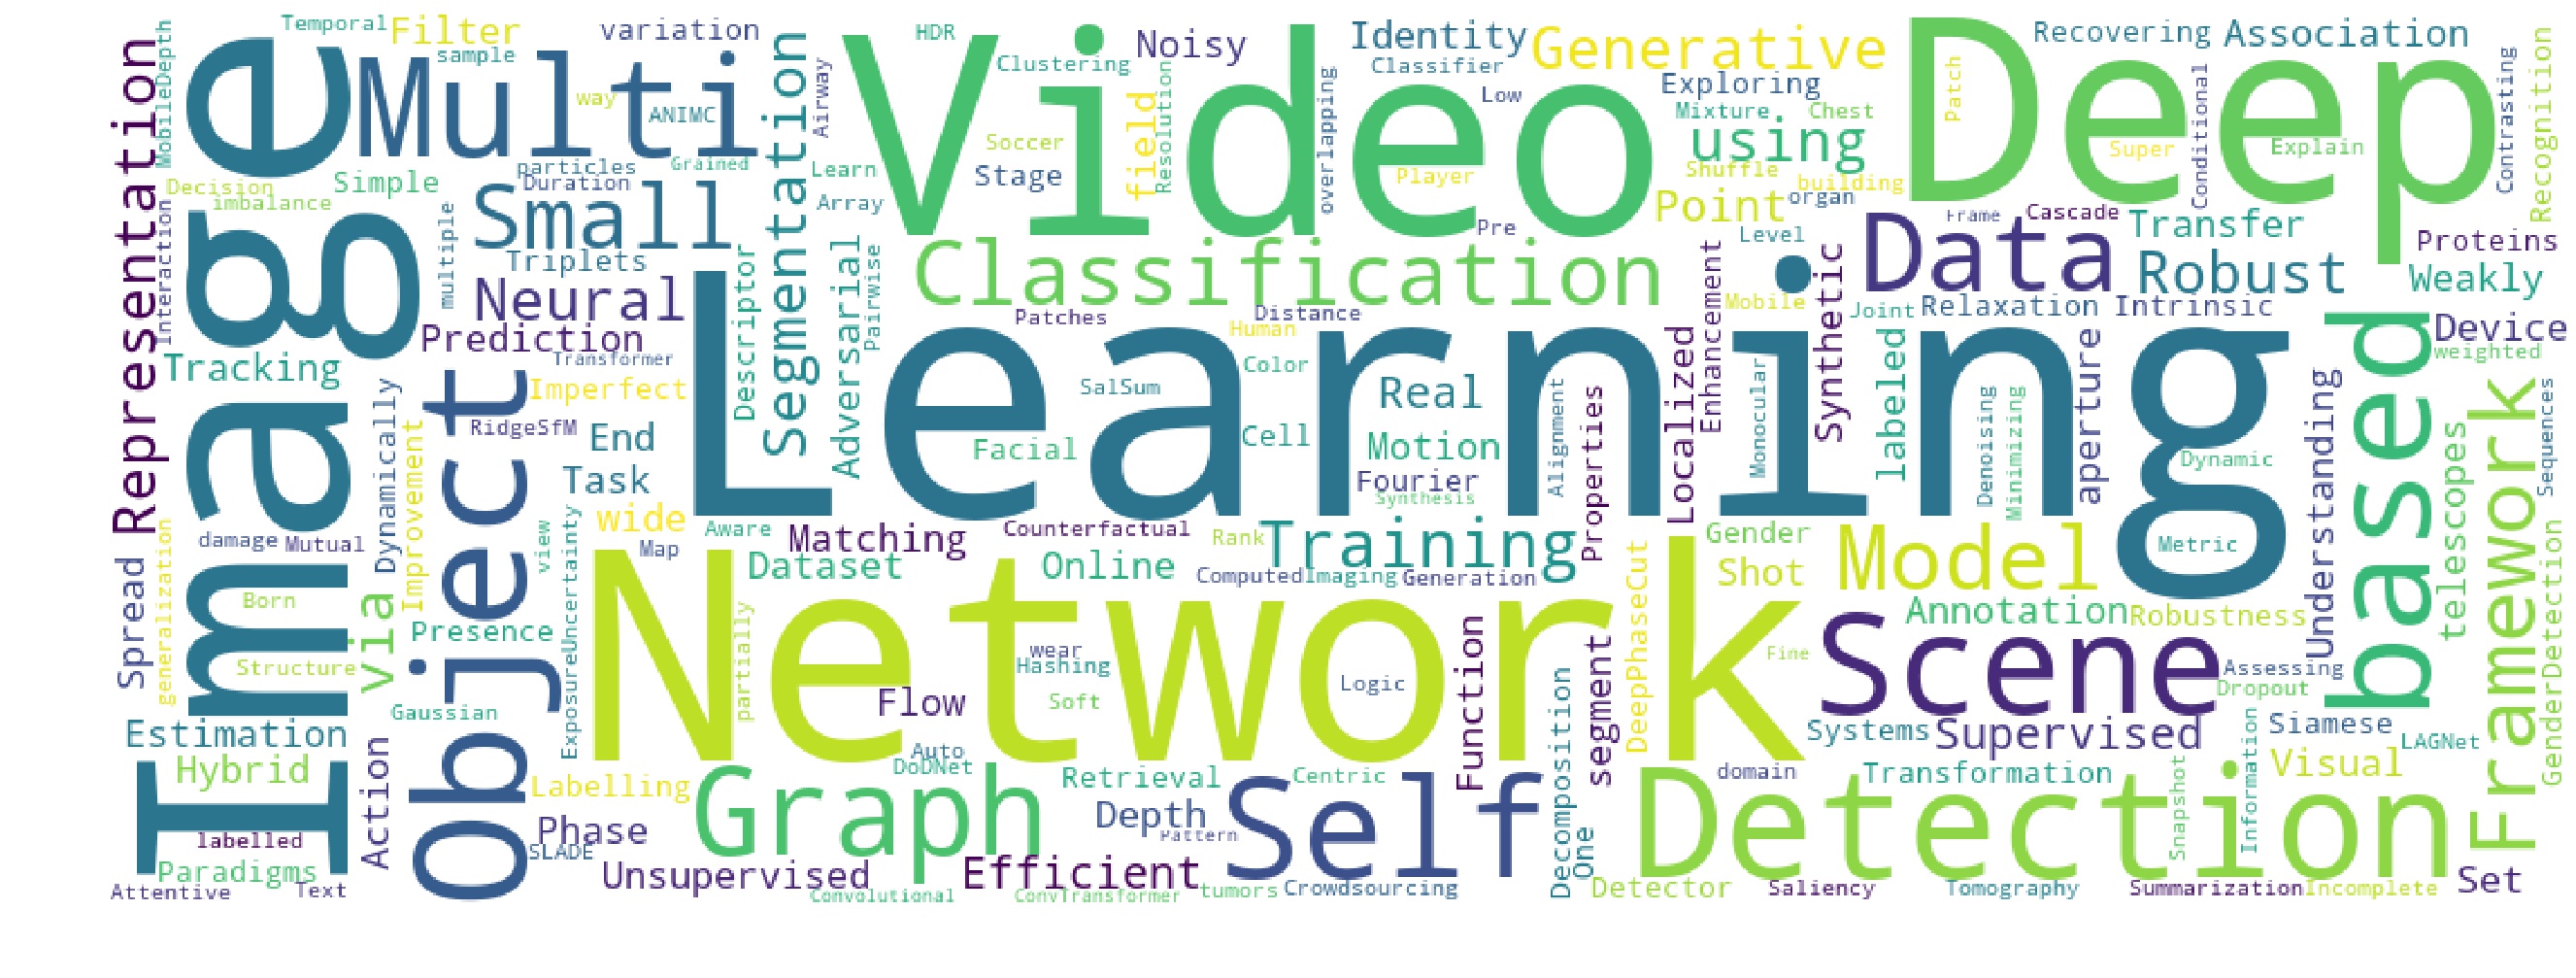 Temporal
Filter
sample
variation
HDR
Noisy
Identity
Generative
Recovering
Association
Representation
MobileDepth
Image
Multi
way
ANIMC
Airway
Segmentation
Video
Clustering
Classifier
Exploring
Low
Deep
Patch
Conditional
Contrasting
Recognition
Mixture
Chest
using
field
Resolution
overlapping
Soccer
Super
Explain
particles
Grained
Duration
Learn
Stage
Player
Shuffle
building
Decision
Simple
imbalance
Interaction
multiple
Small
Array
Point
organ
Frame
Cascade
Transfer
Pre
Level
Data
Proteins
Triplets
Descriptor
Adversarial
Pairwise
Classification
Enhancement
Synthetic
Robust
Weakly
Neural
Patches
Distance
Mobile
Joint
Relaxation
Intrinsic
Prediction
Transformer
Human
Device
weighted
Tracking
Learning
Color
Imperfect
SalSum
Real
Localized
Monocular
labeled
Denoising
Minimizing
aperture
Understanding
based
Framework
Sequences
Object
Dynamically
Improvement
RidgeSfM
End
Facial
Cell
Motion
Alignment
Properties
telescopes
Dynamic
Task
Fourier
Synthesis
wide
Aware
Matching
Counterfactual
Rank
Training
Gender
Model
Metric
damage
Mutual
view
Map
Dataset
Online
Computed
Imaging
Generation
Shot
Spread
generalization
Born
via
Presence
ExposureUncertainty
Network
partially
DeepPhaseCut
Annotation
Robustness
GenderDetection
Structure
wear
Hashing
Logic
Function
segment
Fine
Scene
Assessing
Dropout
Gaussian
Flow
Soft
Decomposition
Estimation
Systems
Supervised
Siamese
LAGNet
Hybrid
Action
Auto
DoDNet
Retrieval
Centric
domain
Transformation
Snapshot
Information
Visual
Labelling
Graph
Depth
Pattern
Self
Detection
labelled
Phase
SLADE
One
Paradigms
Unsupervised
Efficient
Attentive
Text
Convolutional
ConvTransformer
tumors
Crowdsourcing
Detector
Saliency
Tomography
Summarization
Incomplete
Set